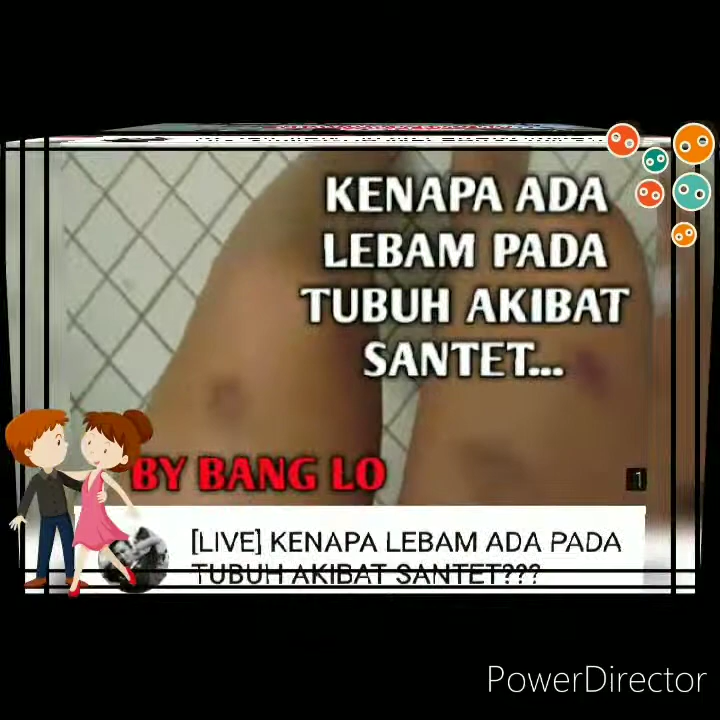 KENAPA ADA
LEBAM PADA
TUBUH AKIBAT
SANTET...
BY BANG LO
1
[LIVE] KENAPA LEBAM ADA PADA
TUBUH AKIBAT SANTET???
PowerDirector